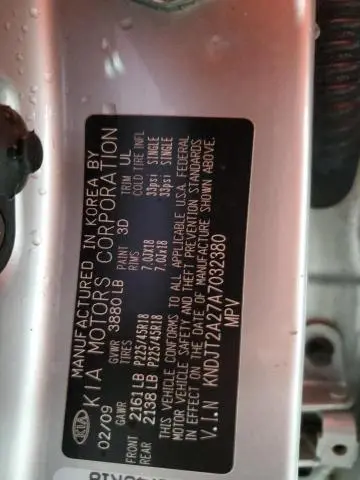 KIA
MANUFACTURED IN KOREA BY
KIA MOTORS CORPORATION
02/09 GVWR 3880 LB PAINT 3D TRIM UL
GAWR TIRES RIMS COLD TIRE INFL
FRONT 2161 LB P225/45R18 7.0JX18 33psi SINGLE
REAR 2138 LB P225/45R18 7.0JX18 33psi SINGLE
THIS VEHICLE CONFORMS TO ALL APPLICABLE U.S.A. FEDERAL
MOTOR VEHICLE SAFETY AND THEFT PREVENTION STANDARDS
IN EFFECT ON THE DATE OF MANUFACTURE SHOWN ABOVE.
V.I.N KNDJT2A27A7032380
MPV